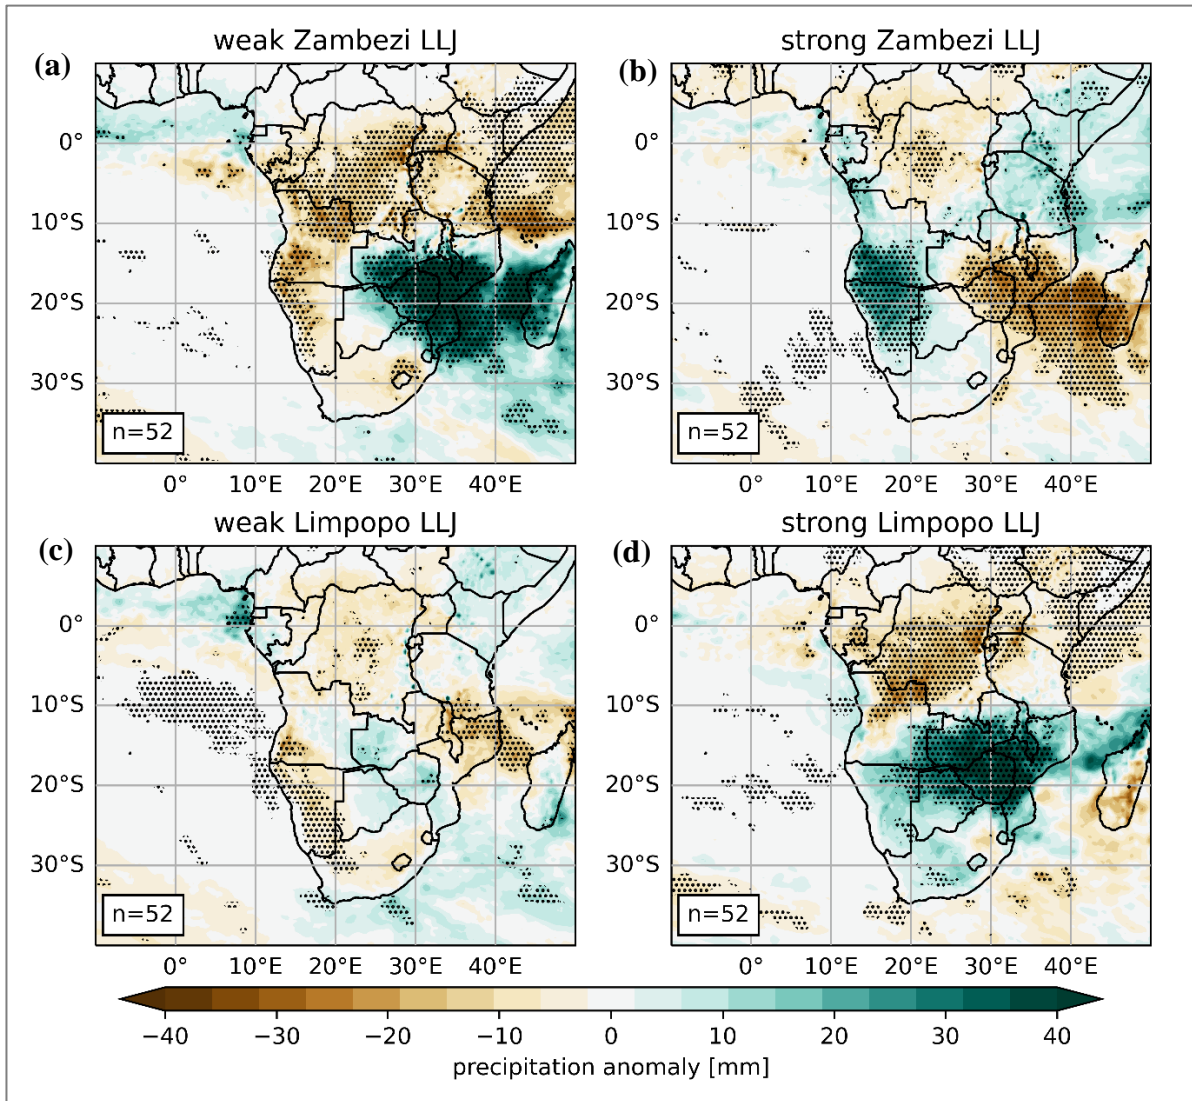 weak Zambezi LLJ
strong Zambezi LLJ
(a)
(b)
0°
10°S
20°S
30°S
n=52
0°
10°E
20°E
30°E
40°E
0°
10°S
20°S
30°S
n=52
0°
10°E
20°E
30°E
40°E
weak Limpopo LLJ
strong Limpopo LLJ
(c)
(d)
0°
10°S
20°S
30°S
n=52
0°
10°E
20°E
30°E
40°E
0°
10°S
20°S
30°S
n=52
0°
10°E
20°E
30°E
40°E
−40 −30 −20 −10 0 10 20 30 40
precipitation anomaly [mm]